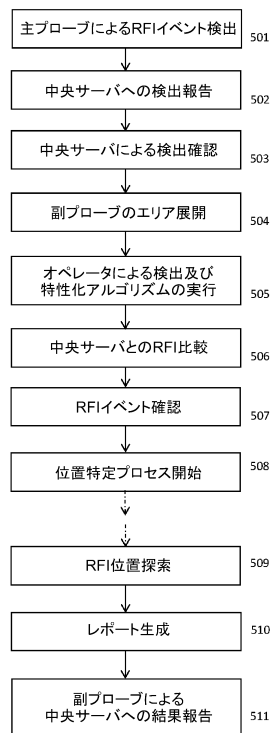 主プローブによるRFIイベント検出
501
中央サーバへの検出報告
502
中央サーバによる検出確認
503
副プローブのエリア展開
504
オペレータによる検出及び
特性化アルゴリズムの実行
505
中央サーバとのRFI比較
506
RFIイベント確認
507
位置特定プロセス開始
508
RFI位置探索
509
レポート生成
510
副プローブによる
中央サーバへの結果報告
511